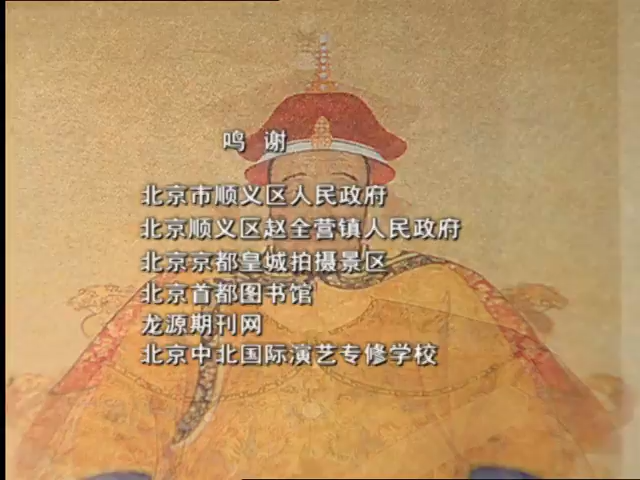 鸣 谢
北京市顺义区人民政府
北京顺义区赵全营镇人民政府
北京京都皇城拍摄景区
北京首都图书馆
龙源期刊网
北京中北国际演艺专修学校